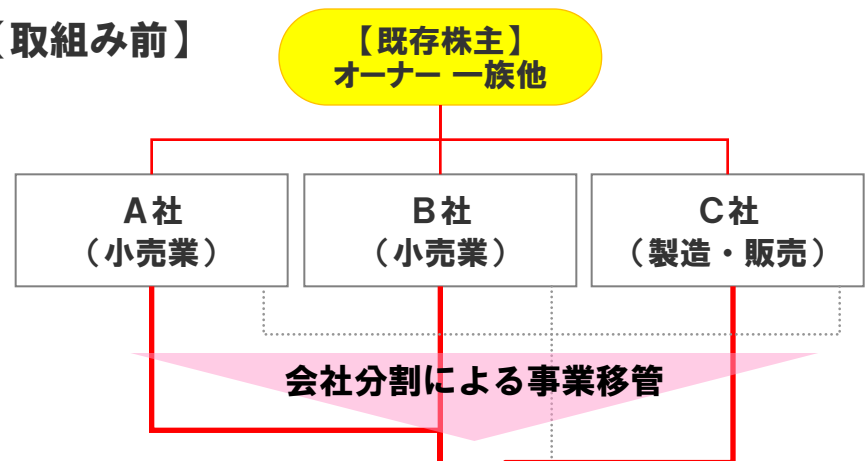 【取組み前】
【既存株主】
オーナー 一族他
A社
（小売業）
B社
（小売業）
C社
（製造・販売）
会社分割による事業移管